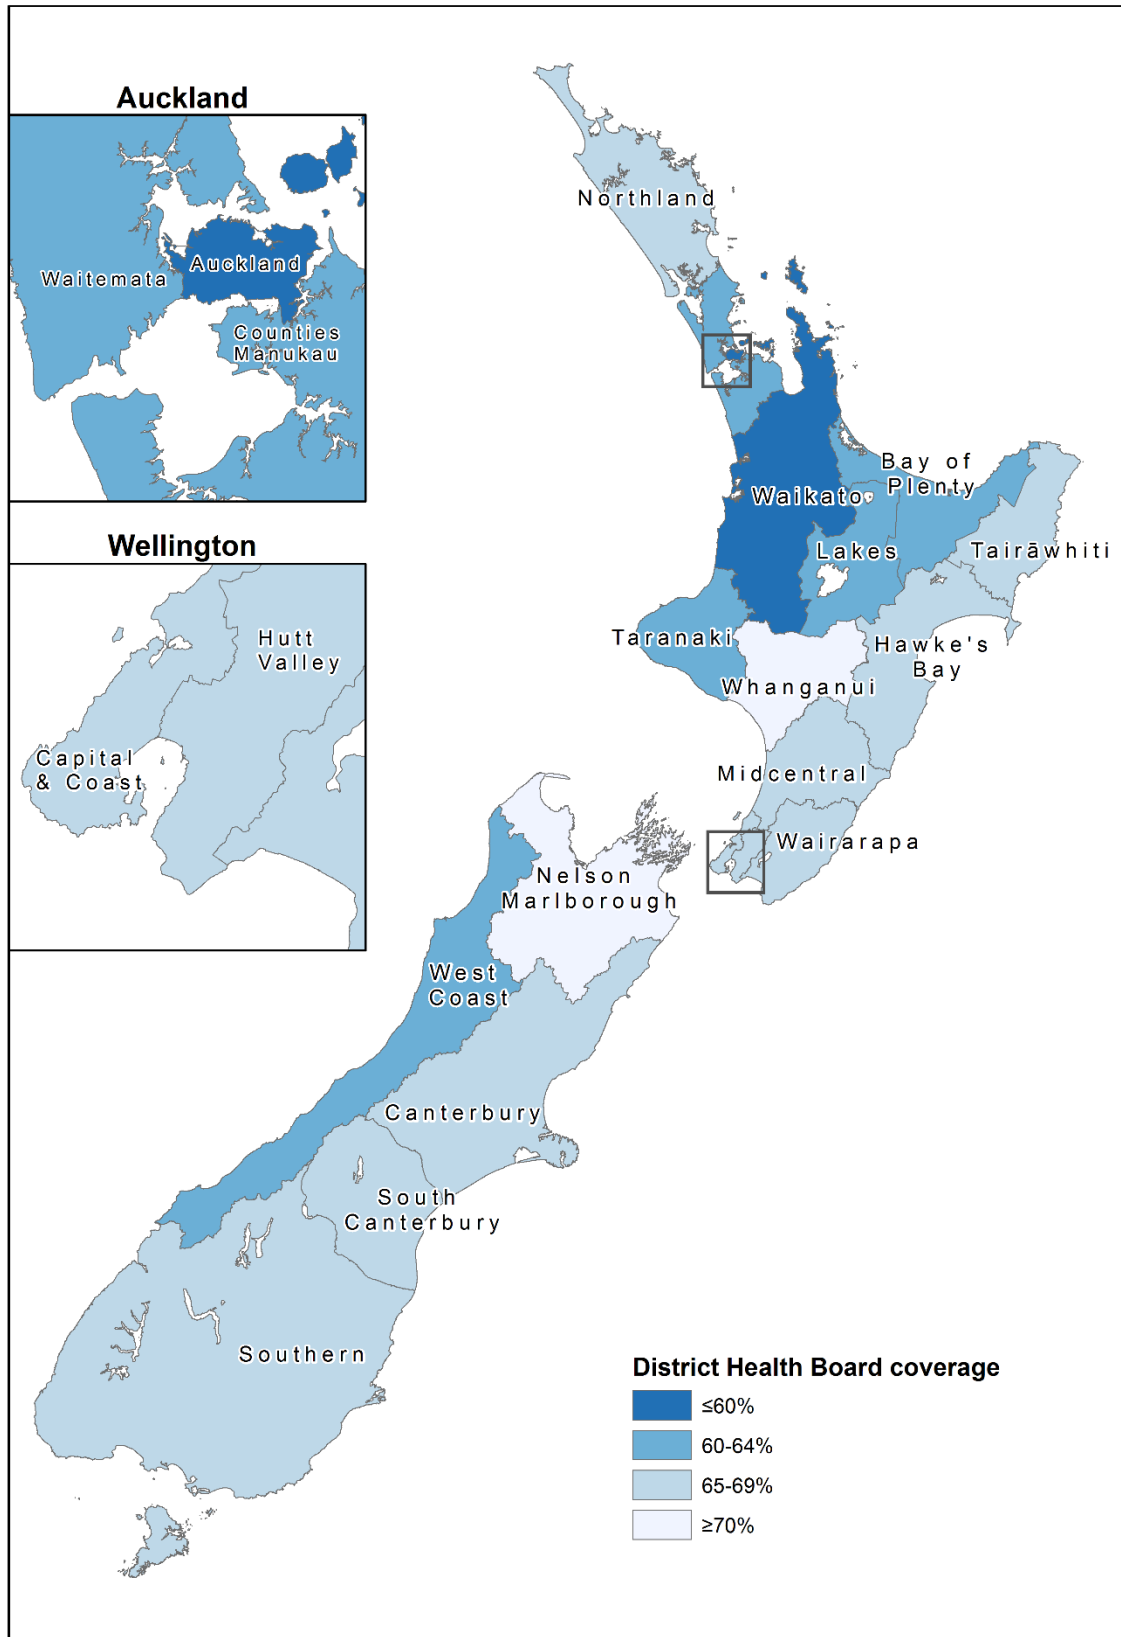 Auckland
Waitemata
Auckland
Counties
Manukau
Wellington
Hutt
Valley
Capital
& Coast
Northland
Bay of
Plenty
Waikato
Lakes
Tairāwhiti
Taranaki
Hawke's
Bay
Whanganui
Midcentral
Wairarapa
Nelson
Marlborough
West
Coast
Canterbury
South
Canterbury
Southern
District Health Board coverage
≤60%
60-64%
65-69%
≥70%